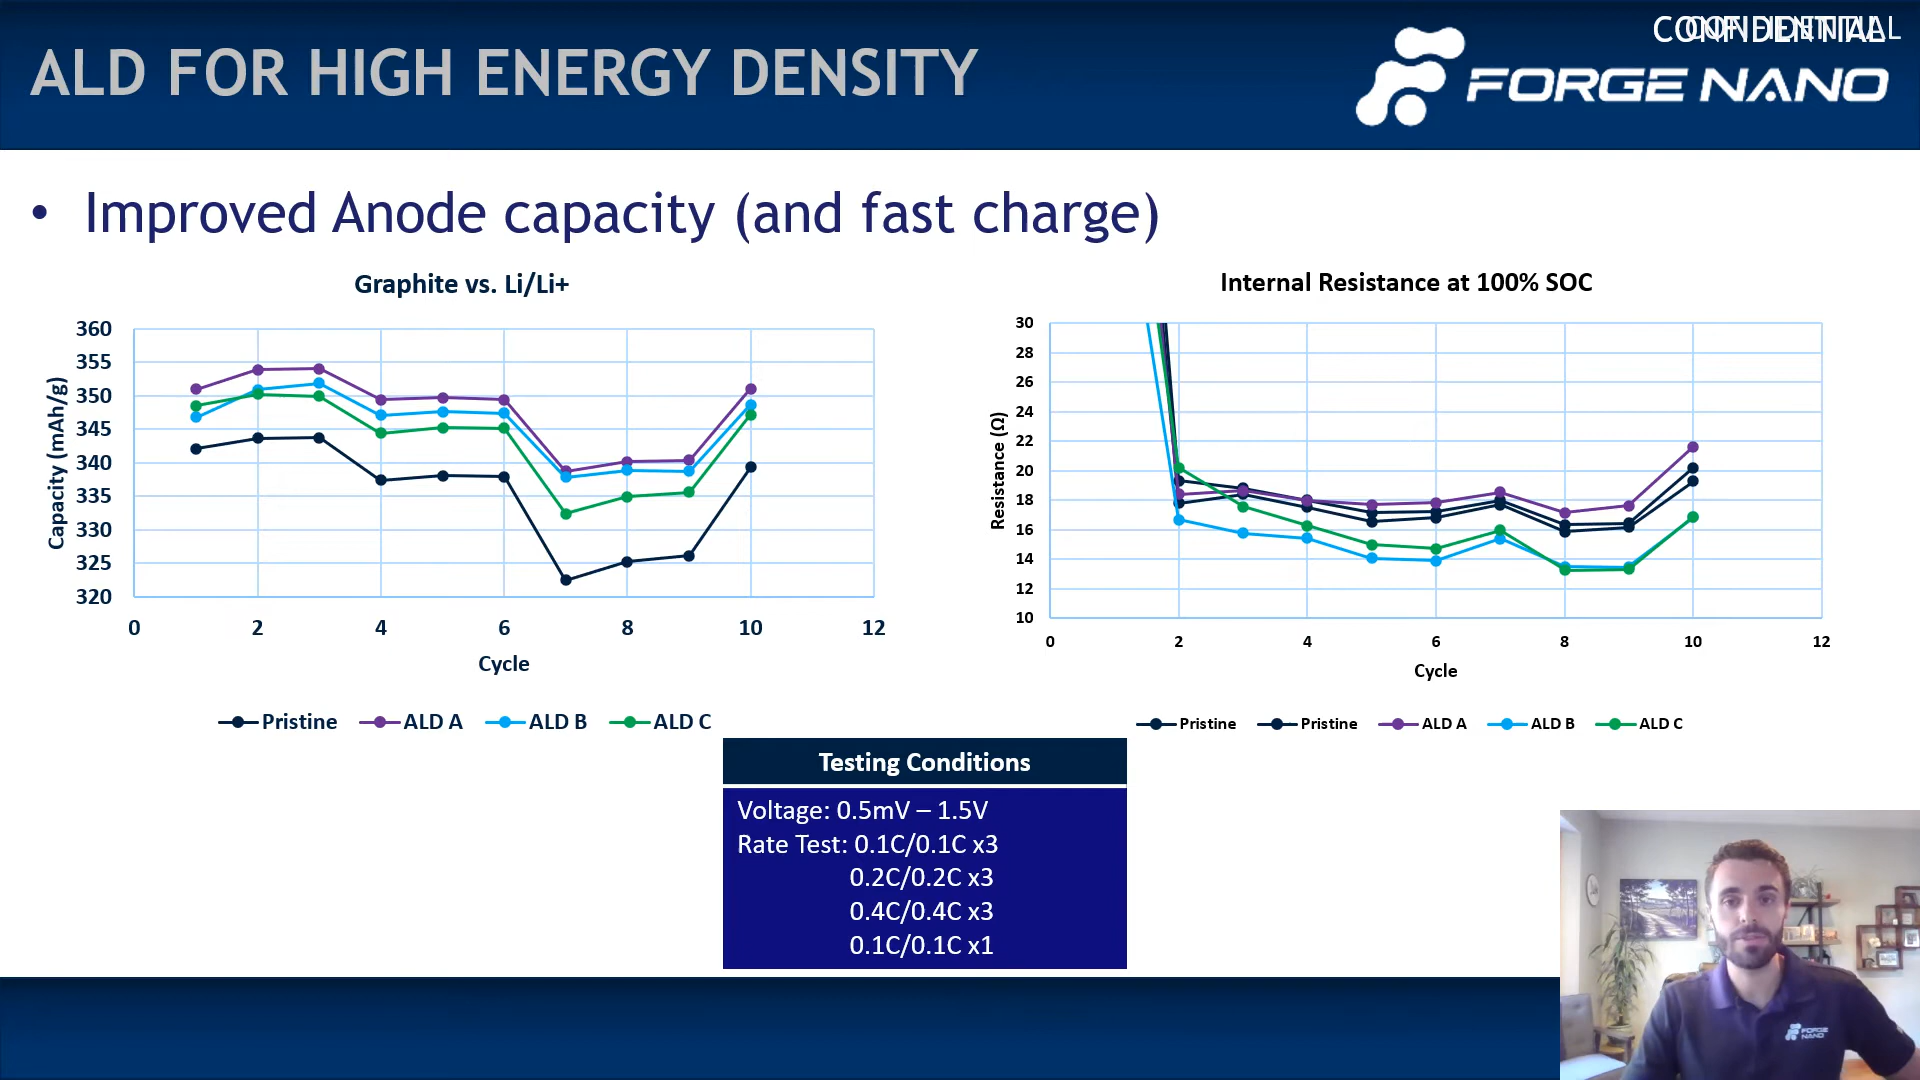 CONFIDENTIAL
CONFIDENTIAL
ALD FOR HIGH ENERGY DENSITY
FORGE NANO
• Improved Anode capacity (and fast charge)
Graphite vs. Li/Li+
360
355
350
345
340
335
330
325
320
Capacity (mAh/g)
0 2 4 6 8 10 12
Cycle
Pristine ALD A ALD B ALD C
Internal Resistance at 100% SOC
30
28
26
24
22
20
18
16
14
12
10
Resistance (Ω)
0 2 4 6 8 10 12
Cycle
Pristine Pristine ALD A ALD B ALD C
Testing Conditions
Voltage: 0.5mV – 1.5V
Rate Test: 0.1C/0.1C x3
0.2C/0.2C x3
0.4C/0.4C x3
0.1C/0.1C x1
FORGE
NANO